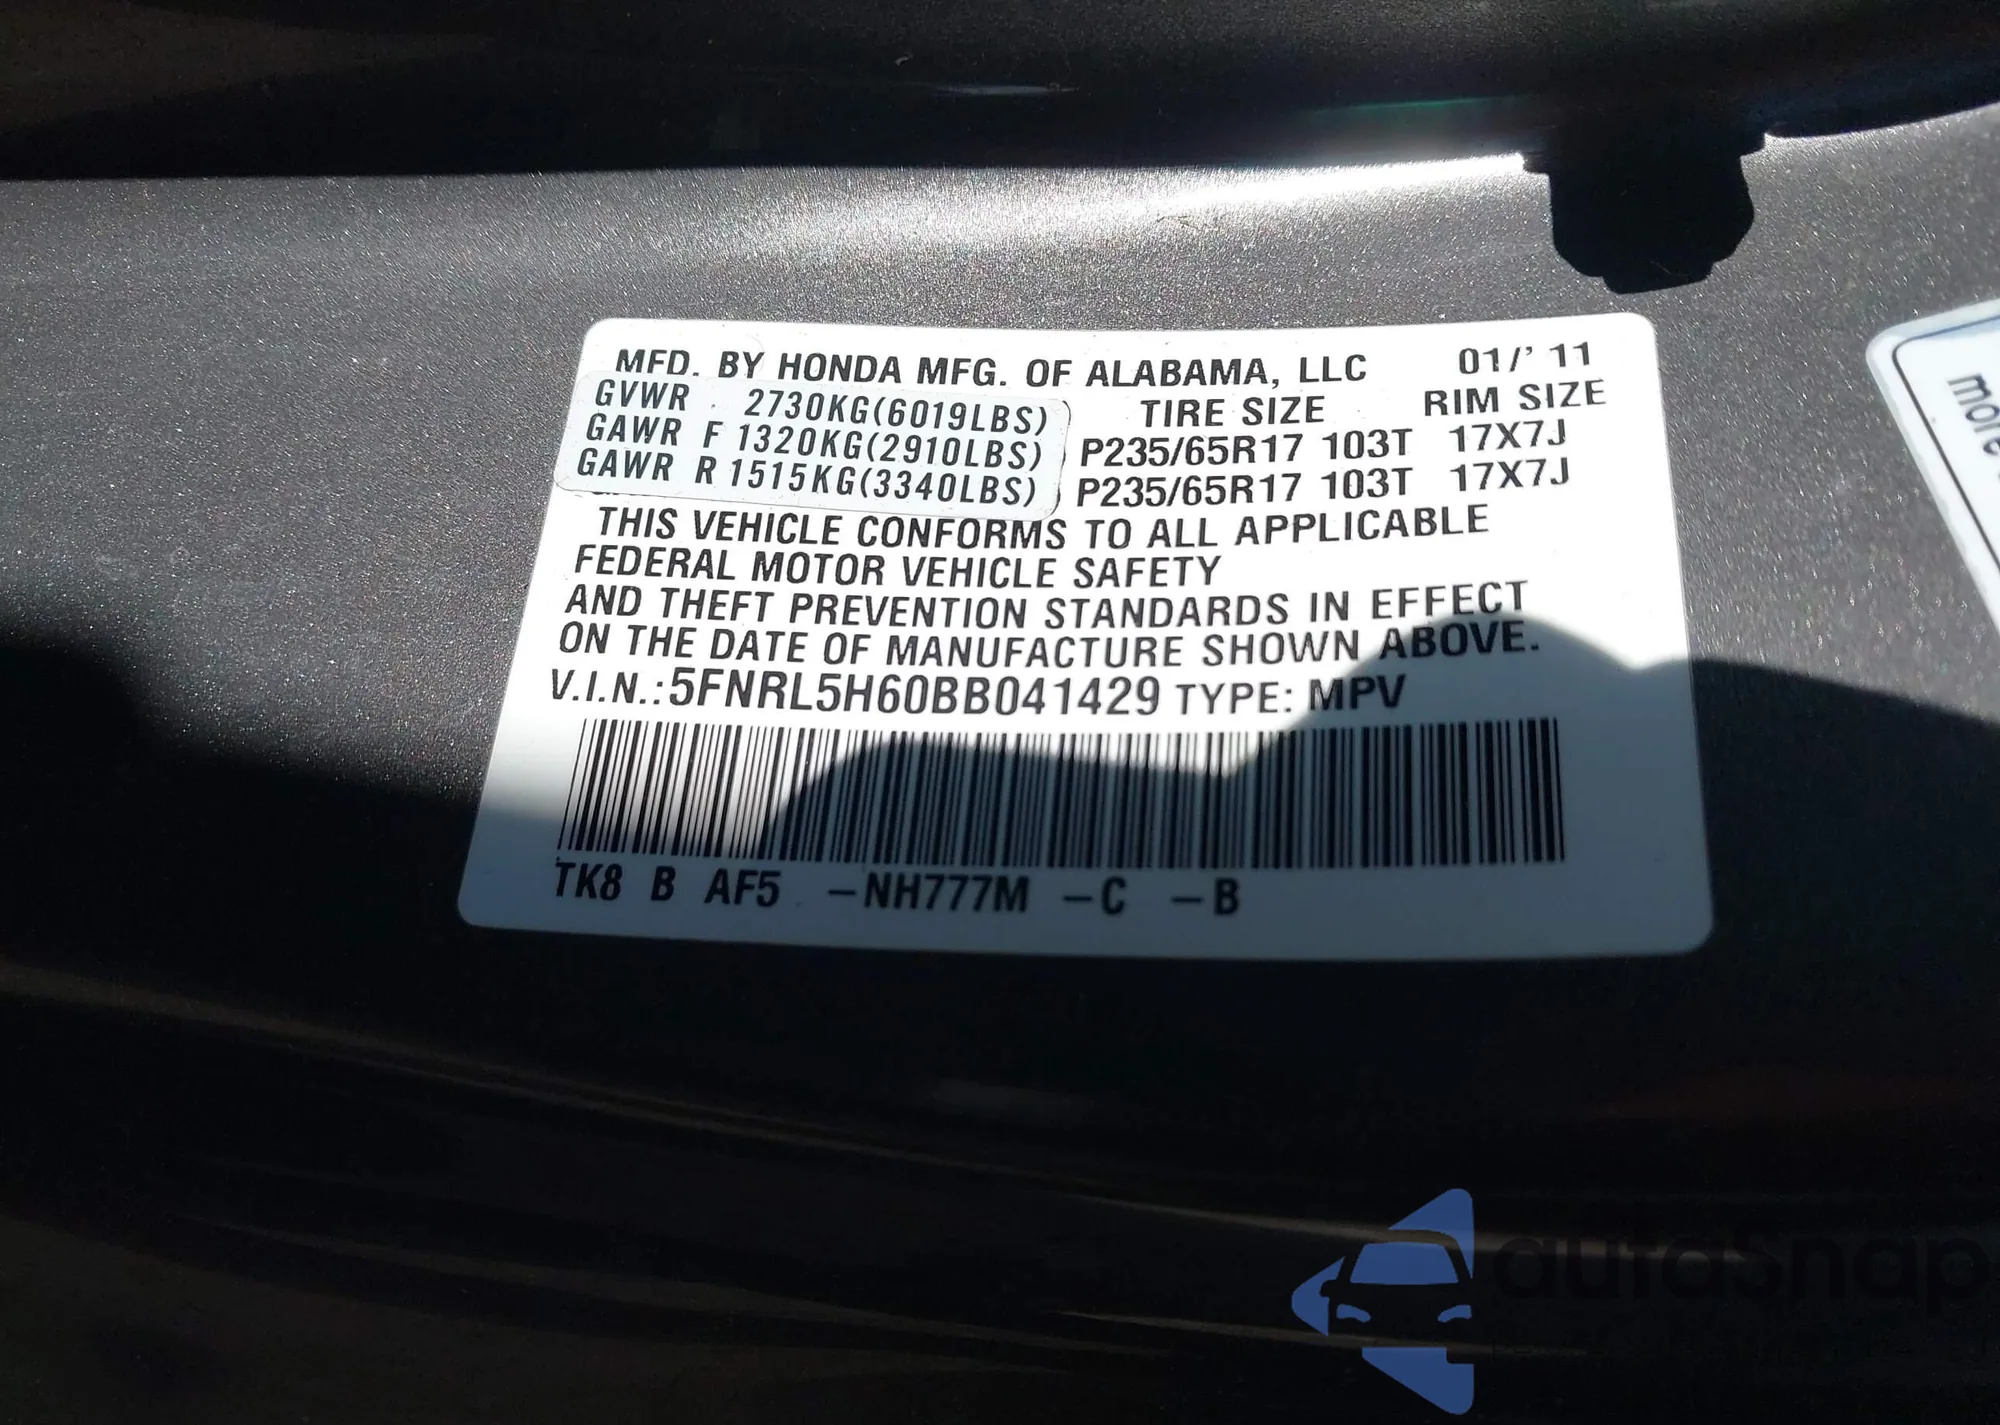 MFD. BY HONDA MFG. OF ALABAMA, LLC 01/' 11
GVWR 2730KG(6019LBS) TIRE SIZE RIM SIZE
GAWR F 1320KG(2910LBS) P235/65R17 103T 17X7J
GAWR R 1515KG(3340LBS) P235/65R17 103T 17X7J
THIS VEHICLE CONFORMS TO ALL APPLICABLE
FEDERAL MOTOR VEHICLE SAFETY
AND THEFT PREVENTION STANDARDS IN EFFECT
ON THE DATE OF MANUFACTURE SHOWN ABOVE.
V.I.N.:5FNRL5H60BB041429 TYPE: MPV
TK8 B AF5 -NH777M -C -B
more
autoSnap